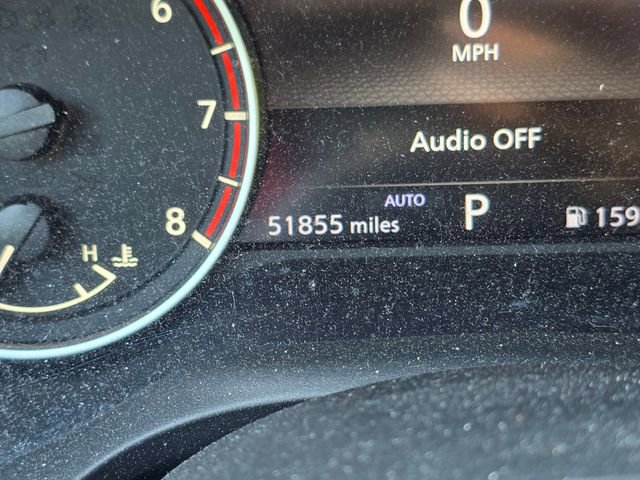 6
7
8
H
0
MPH
Audio OFF
AUTO
51855 miles
P
159